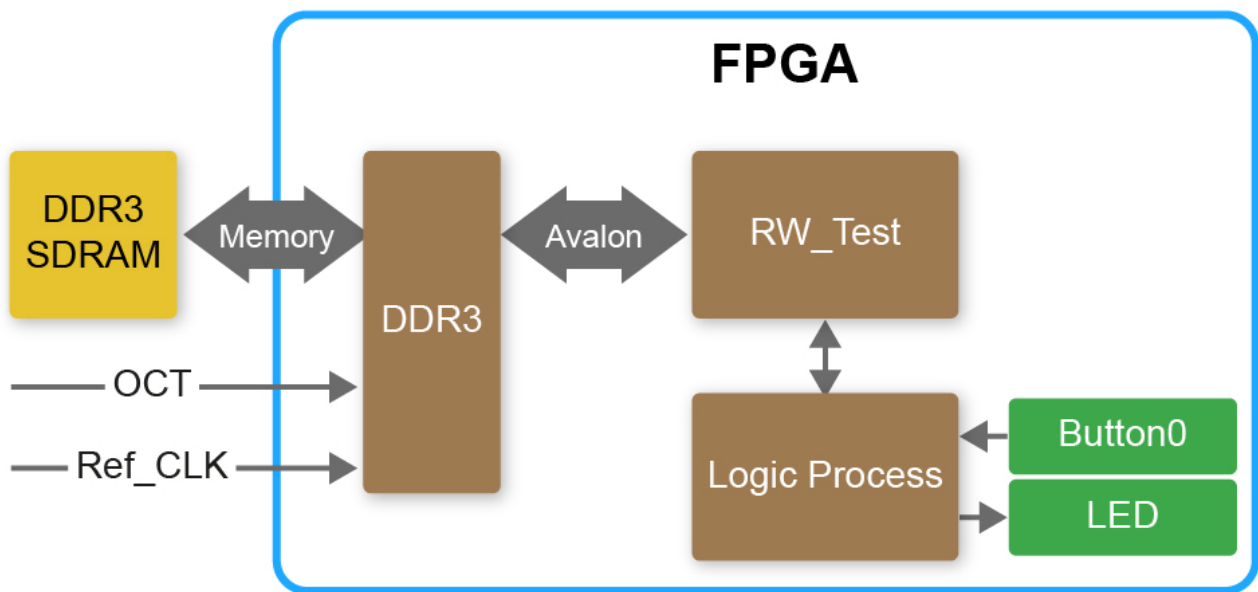 FPGA
DDR3
SDRAM
Memory
DDR3
Avalon
RW_Test
OCT
Ref_CLK
Logic Process
Button0
LED